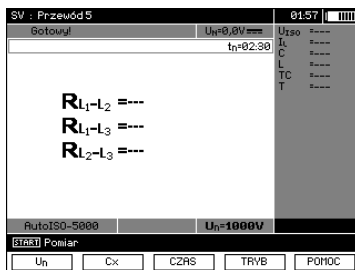 SV : Przewód 5 01:57
Gotowy! UN=0,0V
tn=02:30
UISO =---
IL =---
C =---
L =---
TC =---
T =---
RL1-L2 =---
RL1-L3 =---
RL2-L3 =---
AutoISO-5000 Un=1000V
START Pomiar
Un Cx CZAS TRYB POMOC